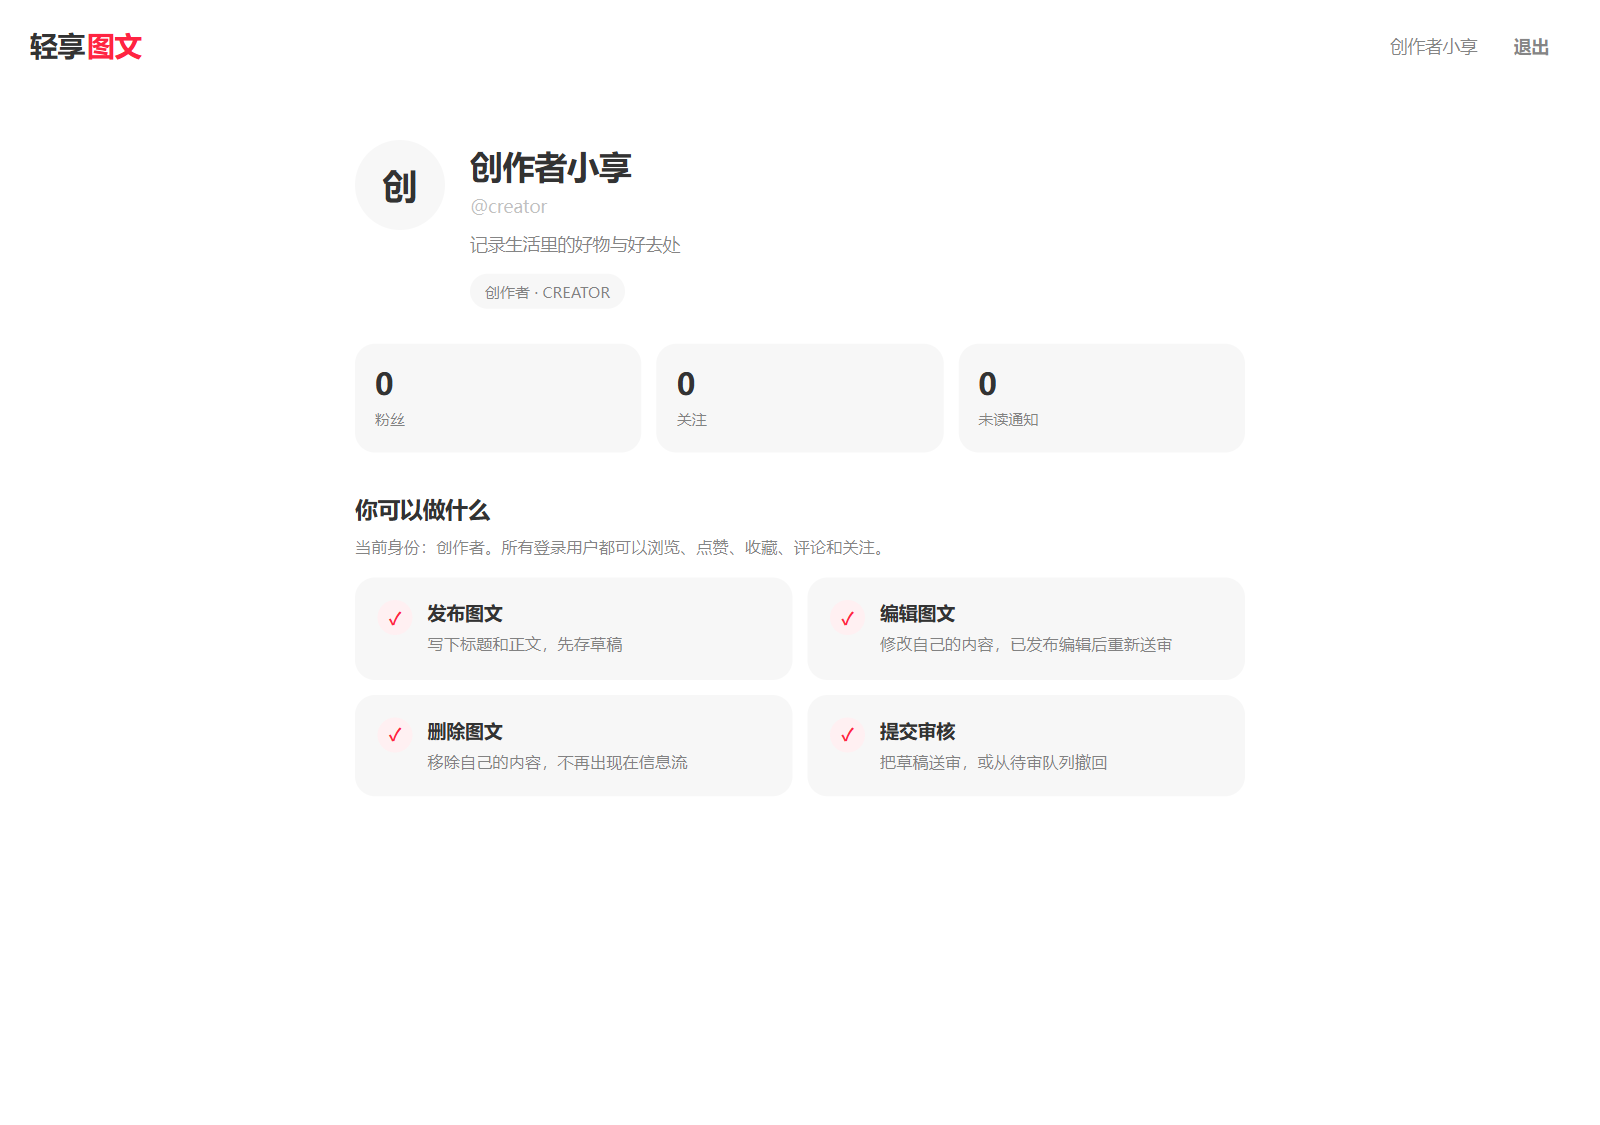 轻享图文
创作者小享 退出
创
创作者小享
@creator
记录生活里的好物与好去处
创作者 · CREATOR
0
粉丝
0
关注
0
未读通知
你可以做什么
当前身份：创作者。所有登录用户都可以浏览、点赞、收藏、评论和关注。
✓ 发布图文
写下标题和正文，先存草稿
✓ 编辑图文
修改自己的内容，已发布编辑后重新送审
✓ 删除图文
移除自己的内容，不再出现在信息流
✓ 提交审核
把草稿送审，或从待审队列撤回